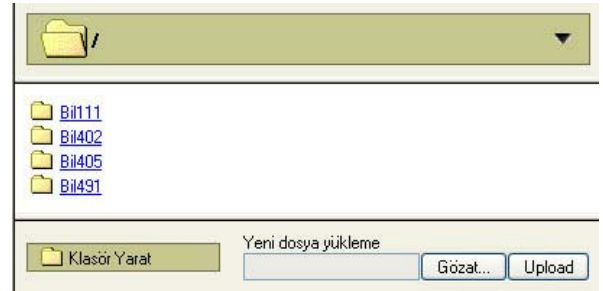 /
Bil111
Bil402
Bil405
Bil491
Yeni dosya yükleme
Klasör Yarat
Gözat... Upload